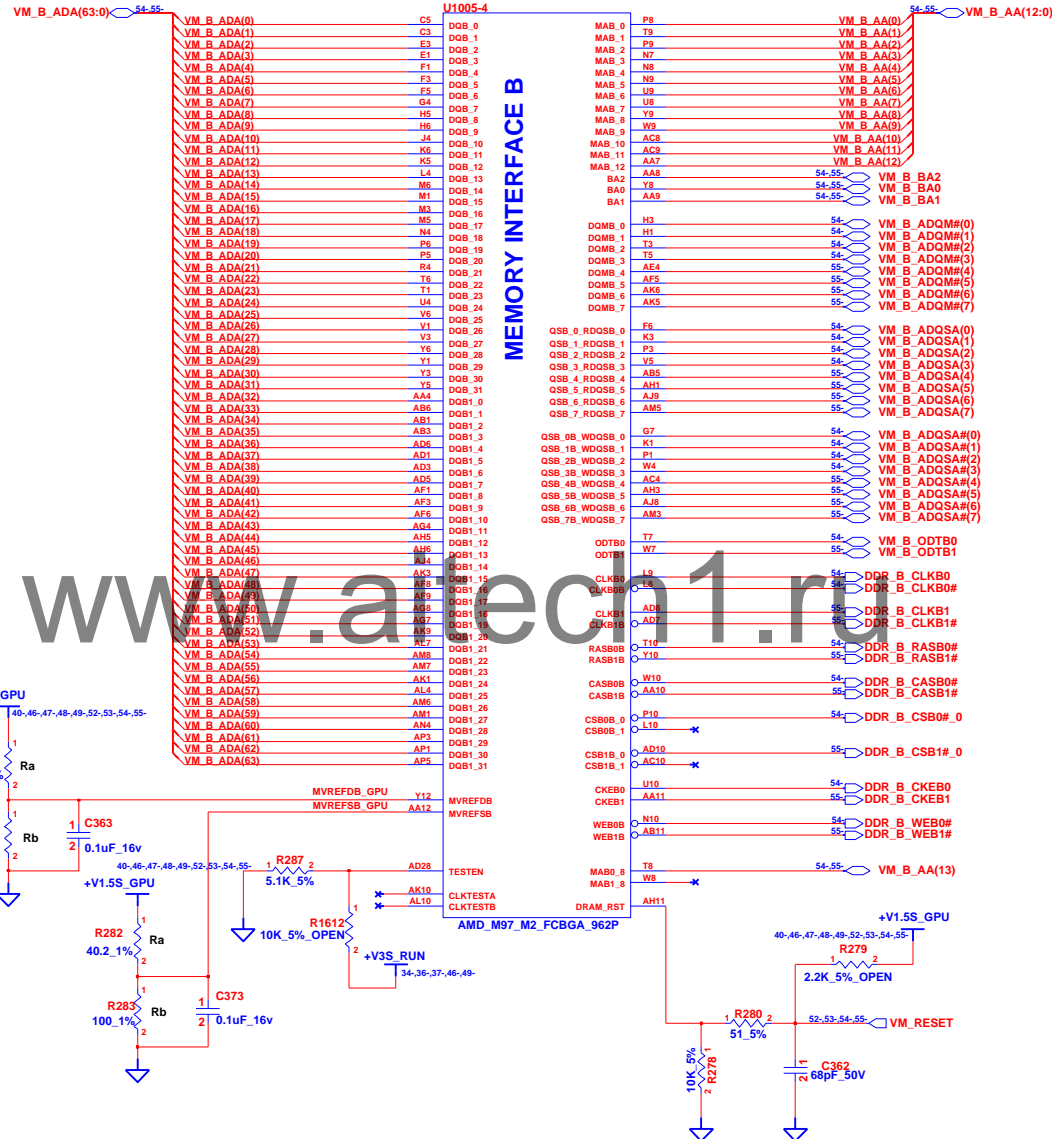 VM_B_ADA(63:0) 54-,55-
U1005-4
54-,55- VM_B_AA(12:0)
MEMORY INTERFACE B
VM_B_ADA(0) C5 DQB_0
VM_B_ADA(1) C3 DQB_1
VM_B_ADA(2) E3 DQB_2
VM_B_ADA(3) E1 DQB_3
VM_B_ADA(4) F1 DQB_4
VM_B_ADA(5) F3 DQB_5
VM_B_ADA(6) F5 DQB_6
VM_B_ADA(7) G4 DQB_7
VM_B_ADA(8) H5 DQB_8
VM_B_ADA(9) H6 DQB_9
VM_B_ADA(10) J4 DQB_10
VM_B_ADA(11) K6 DQB_11
VM_B_ADA(12) K5 DQB_12
VM_B_ADA(13) L4 DQB_13
VM_B_ADA(14) M6 DQB_14
VM_B_ADA(15) M1 DQB_15
VM_B_ADA(16) M3 DQB_16
VM_B_ADA(17) M5 DQB_17
VM_B_ADA(18) N4 DQB_18
VM_B_ADA(19) P6 DQB_19
VM_B_ADA(20) P5 DQB_20
VM_B_ADA(21) R4 DQB_21
VM_B_ADA(22) T6 DQB_22
VM_B_ADA(23) T1 DQB_23
VM_B_ADA(24) U4 DQB_24
VM_B_ADA(25) V6 DQB_25
VM_B_ADA(26) V1 DQB_26
VM_B_ADA(27) V3 DQB_27
VM_B_ADA(28) Y6 DQB_28
VM_B_ADA(29) Y1 DQB_29
VM_B_ADA(30) Y3 DQB_30
VM_B_ADA(31) Y5 DQB_31
VM_B_ADA(32) AA4 DQB1_0
VM_B_ADA(33) AB6 DQB1_1
VM_B_ADA(34) AB1 DQB1_2
VM_B_ADA(35) AB3 DQB1_3
VM_B_ADA(36) AD6 DQB1_4
VM_B_ADA(37) AD1 DQB1_5
VM_B_ADA(38) AD3 DQB1_6
VM_B_ADA(39) AD5 DQB1_7
VM_B_ADA(40) AF1 DQB1_8
VM_B_ADA(41) AF3 DQB1_9
VM_B_ADA(42) AF6 DQB1_10
VM_B_ADA(43) AG4 DQB1_11
VM_B_ADA(44) AH5 DQB1_12
VM_B_ADA(45) AH6 DQB1_13
VM_B_ADA(46) AJ4 DQB1_14
VM_B_ADA(47) AK3 DQB1_15
VM_B_ADA(48) AF8 DQB1_16
VM_B_ADA(49) AF9 DQB1_17
VM_B_ADA(50) AG8 DQB1_18
VM_B_ADA(51) AG7 DQB1_19
VM_B_ADA(52) AK9 DQB1_20
VM_B_ADA(53) AL7 DQB1_21
VM_B_ADA(54) AM8 DQB1_22
VM_B_ADA(55) AM7 DQB1_23
VM_B_ADA(56) AK1 DQB1_24
VM_B_ADA(57) AL4 DQB1_25
VM_B_ADA(58) AM6 DQB1_26
VM_B_ADA(59) AM1 DQB1_27
VM_B_ADA(60) AN4 DQB1_28
VM_B_ADA(61) AP3 DQB1_29
VM_B_ADA(62) AP1 DQB1_30
VM_B_ADA(63) AP5 DQB1_31
MVREFDB_GPU Y12 MVREFDB
MVREFSB_GPU AA12 MVREFSB
AD28 TESTEN
AK10 CLKTESTA
AL10 CLKTESTB
MAB_0 P8 VM_B_AA(0)
MAB_1 T9 VM_B_AA(1)
MAB_2 P9 VM_B_AA(2)
MAB_3 N7 VM_B_AA(3)
MAB_4 N8 VM_B_AA(4)
MAB_5 N9 VM_B_AA(5)
MAB_6 U9 VM_B_AA(6)
MAB_7 U8 VM_B_AA(7)
MAB_8 Y9 VM_B_AA(8)
MAB_9 W9 VM_B_AA(9)
MAB_10 AC8 VM_B_AA(10)
MAB_11 AC9 VM_B_AA(11)
MAB_12 AA7 VM_B_AA(12)
BA2 AA8 54-,55- VM_B_BA2
BA0 Y8 54-,55- VM_B_BA0
BA1 AA9 54-,55- VM_B_BA1
DQMB_0 H3 54- VM_B_ADQM#(0)
DQMB_1 H1 54- VM_B_ADQM#(1)
DQMB_2 T3 54- VM_B_ADQM#(2)
DQMB_3 T5 54- VM_B_ADQM#(3)
DQMB_4 AE4 55- VM_B_ADQM#(4)
DQMB_5 AF5 55- VM_B_ADQM#(5)
DQMB_6 AK6 55- VM_B_ADQM#(6)
DQMB_7 AK5 55- VM_B_ADQM#(7)
QSB_0_RDQSB_0 F6 54- VM_B_ADQSA(0)
QSB_1_RDQSB_1 K3 54- VM_B_ADQSA(1)
QSB_2_RDQSB_2 P3 54- VM_B_ADQSA(2)
QSB_3_RDQSB_3 V5 54- VM_B_ADQSA(3)
QSB_4_RDQSB_4 AB5 55- VM_B_ADQSA(4)
QSB_5_RDQSB_5 AH1 55- VM_B_ADQSA(5)
QSB_6_RDQSB_6 AJ9 55- VM_B_ADQSA(6)
QSB_7_RDQSB_7 AM5 55- VM_B_ADQSA(7)
QSB_0B_WDQSB_0 G7 54- VM_B_ADQSA#(0)
QSB_1B_WDQSB_1 K1 54- VM_B_ADQSA#(1)
QSB_2B_WDQSB_2 P1 54- VM_B_ADQSA#(2)
QSB_3B_WDQSB_3 W4 54- VM_B_ADQSA#(3)
QSB_4B_WDQSB_4 AC4 55- VM_B_ADQSA#(4)
QSB_5B_WDQSB_5 AH3 55- VM_B_ADQSA#(5)
QSB_6B_WDQSB_6 AJ8 55- VM_B_ADQSA#(6)
QSB_7B_WDQSB_7 AM3 55- VM_B_ADQSA#(7)
ODTB0 T7 54- VM_B_ODTB0
ODTB1 W7 55- VM_B_ODTB1
CLKB0 L9 54- DDR_B_CLKB0
CLKB0B L8 54- DDR_B_CLKB0#
CLKB1 AD8 55- DDR_B_CLKB1
CLKB1B AD7 55- DDR_B_CLKB1#
RASB0B T10 54- DDR_B_RASB0#
RASB1B Y10 55- DDR_B_RASB1#
CASB0B W10 54- DDR_B_CASB0#
CASB1B AA10 55- DDR_B_CASB1#
CSB0B_0 P10 54- DDR_B_CSB0#_0
CSB0B_1 L10
CSB1B_0 AD10 55- DDR_B_CSB1#_0
CSB1B_1 AC10
CKEB0 U10 54- DDR_B_CKEB0
CKEB1 AA11 55- DDR_B_CKEB1
WEB0B N10 54- DDR_B_WEB0#
WEB1B AB11 55- DDR_B_WEB1#
MAB0_8 T8 54-,55- VM_B_AA(13)
MAB1_8 W8
DRAM_RST AH11
AMD_M97_M2_FCBGA_962P
www.aitech1.ru
GPU
40-,46-,47-,48-,49-,52-,53-,54-,55-
1
Ra
2
1
Rb
2
1 C363
2 0.1uF_16v
40-,46-,47-,48-,49-,52-,53-,54-,55-
+V1.5S_GPU
1 R287 2
5.1K_5%
R282 1 Ra
40.2_1% 2
R283 1 Rb
100_1% 2
1 C373
2 0.1uF_16v
R1612 1
10K_5%_OPEN 2
+V3S_RUN
34-,36-,37-,46-,49-
+V1.5S_GPU
40-,46-,47-,48-,49-,52-,53-,54-,55-
1 R279 2
2.2K_5%_OPEN
1 R280 2
51_5%
52-,53-,54-,55- VM_RESET
10K_5% R278 1 2
1 C362
2 68pF_50V